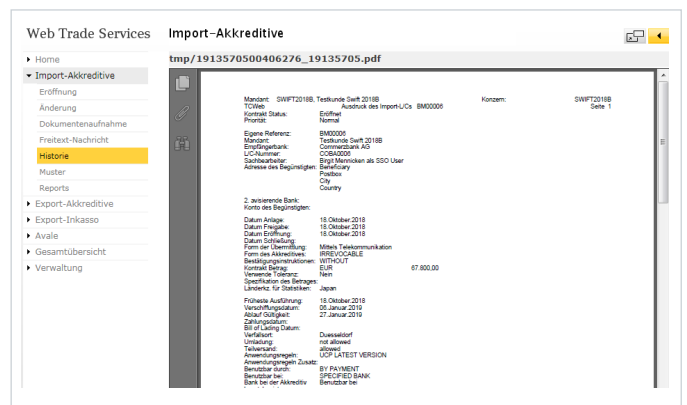 Web Trade Services
Import-Akkreditive
Home
Import-Akkreditive
Eröffnung
Änderung
Dokumentenaufnahme
Freitext-Nachricht
Historie
Muster
Reports
Export-Akkreditive
Export-Inkasso
Avale
Gesamtübersicht
Verwaltung
tmp/1913570500406276_19135705.pdf
Mandant: SWIFT2018B, Testkunde Swift 2018B Konzern: SWIFT2018B
TCWeb Ausdruck des Import-L/Cs BM00006 Seite 1
Kontrakt Status: Eröffnet
Priorität: Normal
Eigene Referenz: BM00006
Mandant: Testkunde Swift 2018B
Empfängerbank: Commerzbank AG
L/C-Nummer: COBA0006
Sachbearbeiter: Birgit Mennicken als SSO User
Adresse des Begünstigten: Beneficiary
Postbox
City
Country
2. avisierende Bank:
Konto des Begünstigten:
Datum Anlage: 18.Oktober.2018
Datum Freigabe: 18.Oktober.2018
Datum Eröffnung: 18.Oktober.2018
Datum Schließung:
Form der Übermittlung: Mittels Telekommunikation
Form des Akkreditives: IRREVOCABLE
Bestätigungsinstruktionen: WITHOUT
Kontrakt Betrag: EUR 67.800,00
Verwende Toleranz: Nein
Spezifikation des Betrages:
Länderkz. für Statistiken: Japan
Früheste Ausführung: 18.Oktober.2018
Verschiffungsdatum: 06.Januar.2019
Ablauf Gültigkeit: 27.Januar.2019
Zahlungsdatum:
Bill of Lading Datum:
Verfallsort: Duesseldorf
Umladung: not allowed
Teilversand: allowed
Anwendungsregeln: UCP LATEST VERSION
Anwendungsregeln Zusatz:
Benutzbar durch: BY PAYMENT
Benutzbar bei: SPECIFIED BANK
Bank bei der Akkreditiv Benutzbar bei